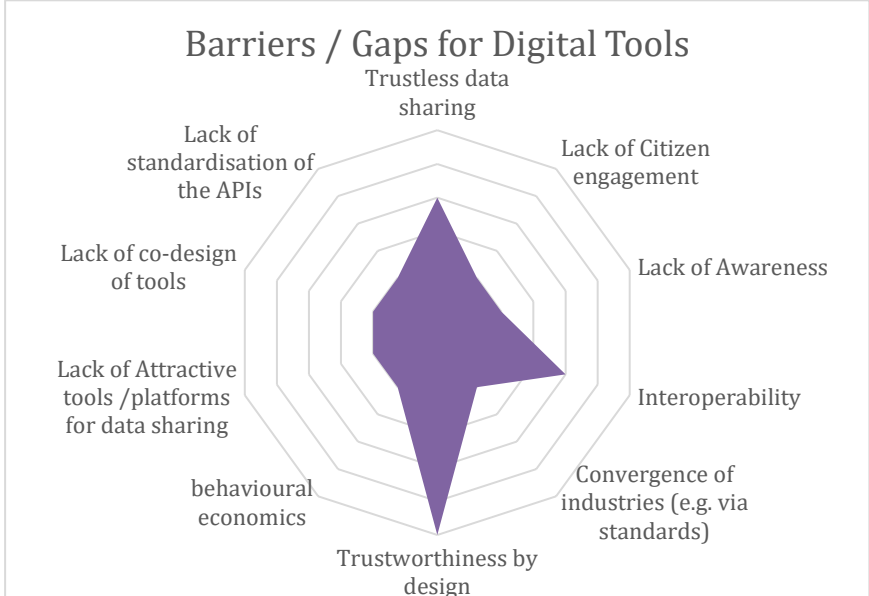 Barriers / Gaps for Digital Tools
Trustless data
sharing
Lack of Citizen
engagement
Lack of Awareness
Interoperability
Convergence of
industries (e.g. via
standards)
Trustworthiness by
design
behavioural
economics
Lack of Attractive
tools /platforms
for data sharing
Lack of co-design
of tools
Lack of
standardisation of
the APIs